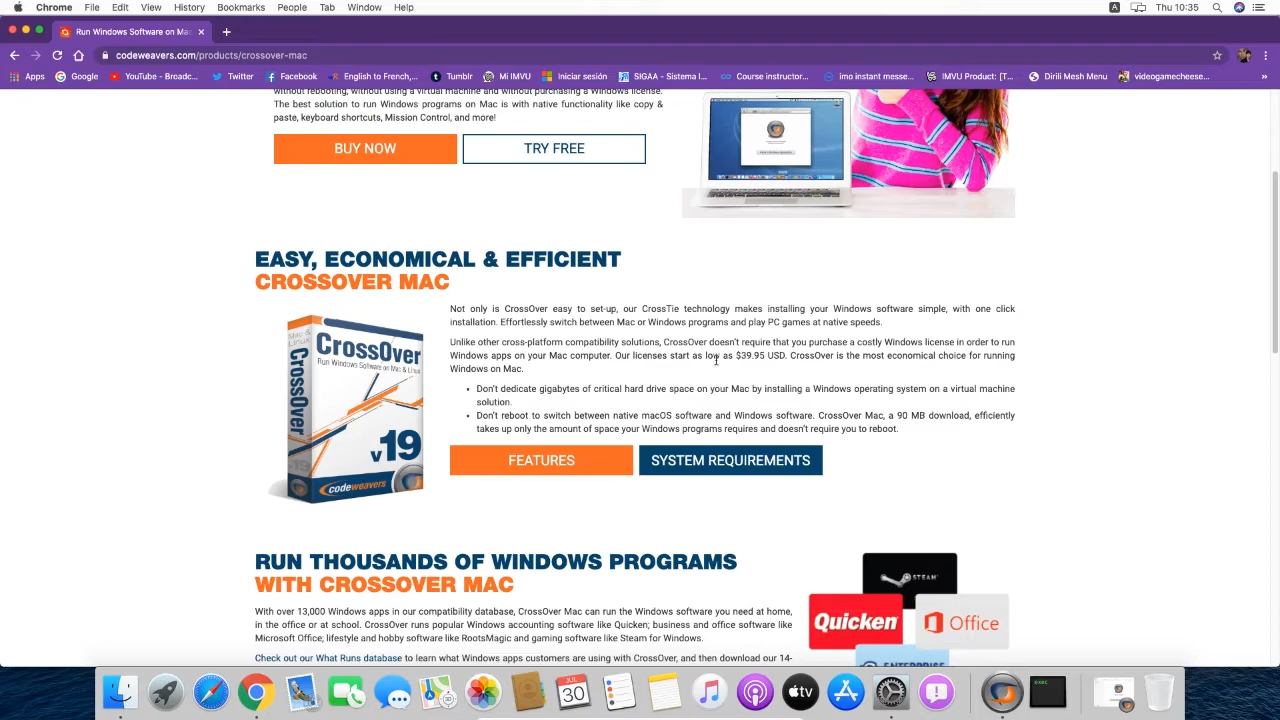 Chrome File Edit View History Bookmarks People Tab Window Help
A Thu 10:35
Run Windows Software on Mac
codeweavers.com/products/crossover-mac
Apps Google YouTube - Broadc... Twitter Facebook English to French,... Tumblr Mi IMVU Iniciar sesión SIGAA - Sistema I... Course instructor... imo instant messe... IMVU Product: [T... Dirili Mesh Menu videogamecheese... »
without rebooting, without using a virtual machine and without purchasing a Windows license.
The best solution to run Windows programs on Mac is with native functionality like copy &
paste, keyboard shortcuts, Mission Control, and more!
BUY NOW TRY FREE
EASY, ECONOMICAL & EFFICIENT
CROSSOVER MAC
Not only is CrossOver easy to set-up, our CrossTie technology makes installing your Windows software simple, with one click
installation. Effortlessly switch between Mac or Windows programs and play PC games at native speeds.
Unlike other cross-platform compatibility solutions, CrossOver doesn't require that you purchase a costly Windows license in order to run
Windows apps on your Mac computer. Our licenses start as low as $39.95 USD. CrossOver is the most economical choice for running
Windows on Mac.
• Don't dedicate gigabytes of critical hard drive space on your Mac by installing a Windows operating system on a virtual machine
solution.
• Don't reboot to switch between native macOS software and Windows software. CrossOver Mac, a 90 MB download, efficiently
takes up only the amount of space your Windows programs requires and doesn't require you to reboot.
FEATURES SYSTEM REQUIREMENTS
Mac & Linux
CrossOver
CrossOver
Run Windows Software on Mac & Linux
v19
19
codeweavers
RUN THOUSANDS OF WINDOWS PROGRAMS
WITH CROSSOVER MAC
With over 13,000 Windows apps in our compatibility database, CrossOver Mac can run the Windows software you need at home,
in the office or at school. CrossOver runs popular Windows accounting software like Quicken; business and office software like
Microsoft Office; lifestyle and hobby software like RootsMagic and gaming software like Steam for Windows.
Check out our What Runs database to learn what Windows apps customers are using with CrossOver, and then download our 14-
STEAM
Quicken Office
ENTERPRISE
JUL
30
tv
exec